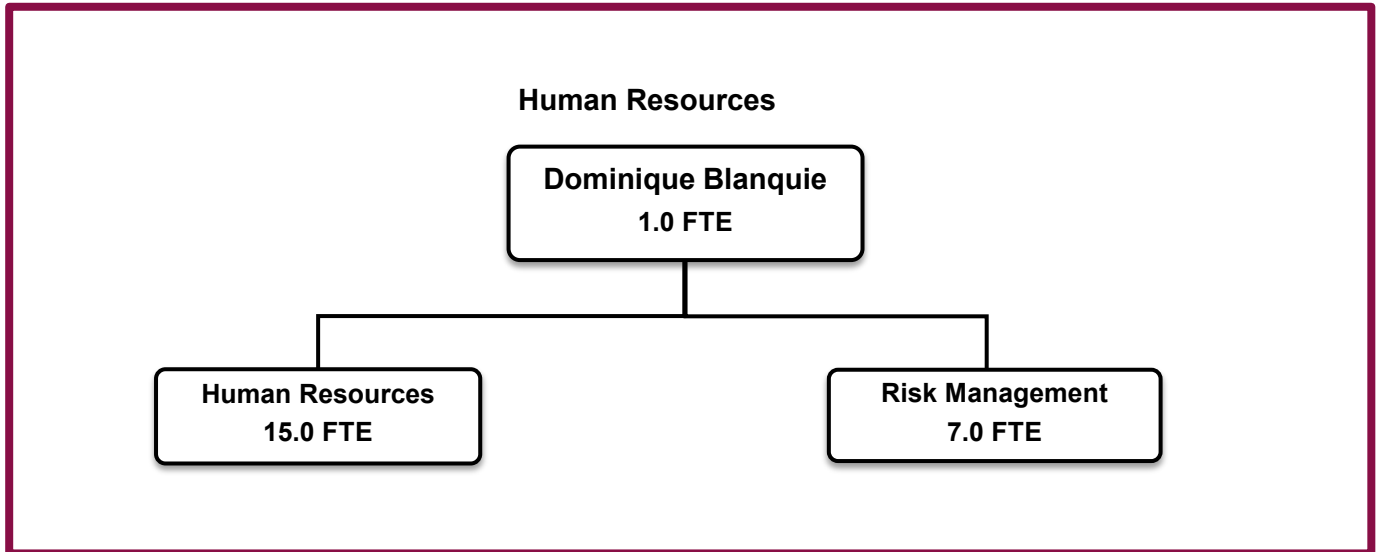 Human Resources
Dominique Blanquie
1.0 FTE
Human Resources
15.0 FTE
Risk Management
7.0 FTE